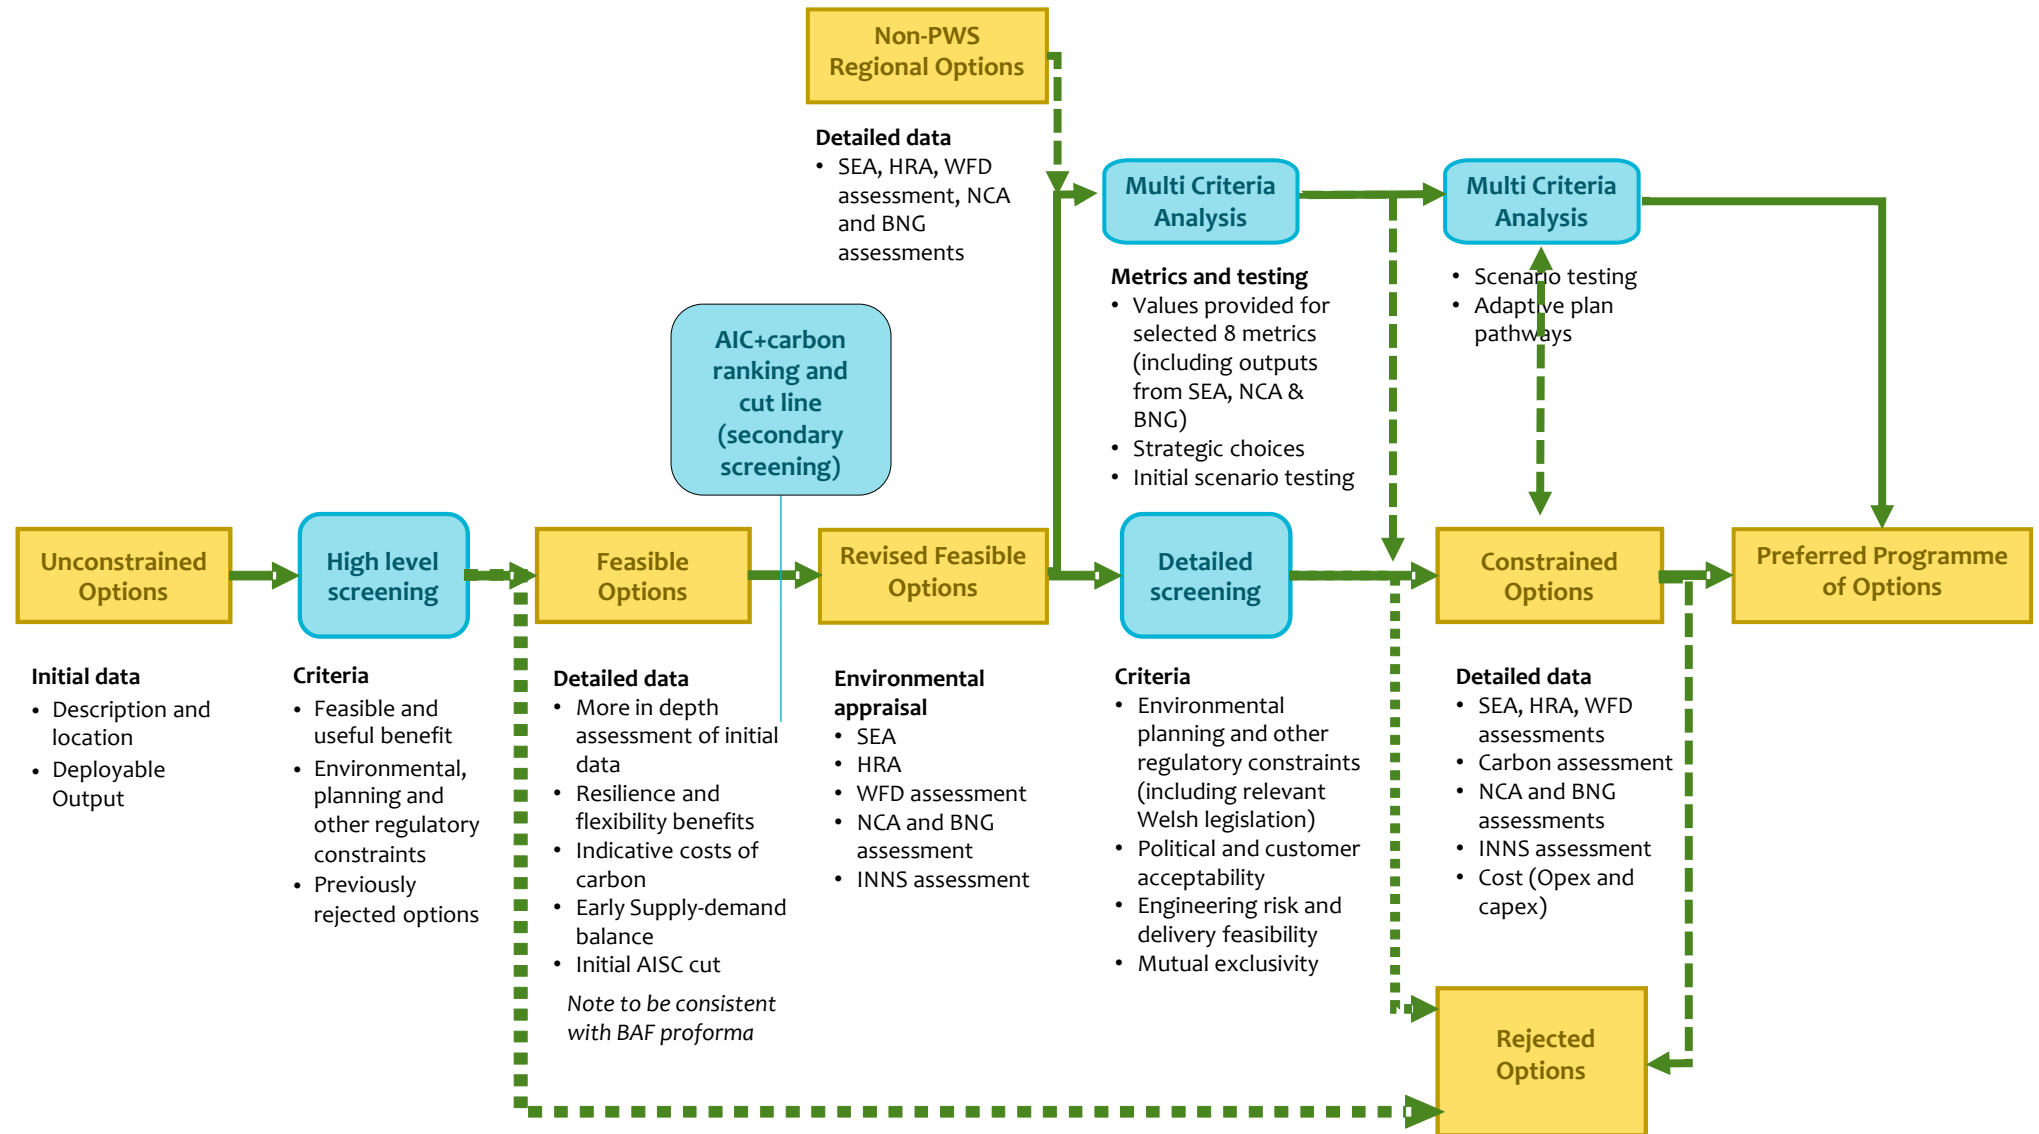 Non-PWS
Regional Options
Detailed data
• SEA, HRA, WFD
assessment, NCA
and BNG
assessments
Multi Criteria
Analysis
Metrics and testing
• Values provided for
selected 8 metrics
(including outputs
from SEA, NCA &
BNG)
• Strategic choices
• Initial scenario testing
Multi Criteria
Analysis
• Scenario testing
• Adaptive plan
pathways
AIC+carbon
ranking and
cut line
(secondary
screening)
Unconstrained
Options
High level
screening
Feasible
Options
Revised Feasible
Options
Detailed
screening
Constrained
Options
Preferred Programme
of Options
Initial data
• Description and
location
• Deployable
Output
Criteria
• Feasible and
useful benefit
• Environmental,
planning and
other regulatory
constraints
• Previously
rejected options
Detailed data
• More in depth
assessment of initial
data
• Resilience and
flexibility benefits
• Indicative costs of
carbon
• Early Supply-demand
balance
• Initial AISC cut
Note to be consistent
with BAF proforma
Environmental
appraisal
• SEA
• HRA
• WFD assessment
• NCA and BNG
assessment
• INNS assessment
Criteria
• Environmental
planning and other
regulatory constraints
(including relevant
Welsh legislation)
• Political and customer
acceptability
• Engineering risk and
delivery feasibility
• Mutual exclusivity
Detailed data
• SEA, HRA, WFD
assessments
• Carbon assessment
• NCA and BNG
assessments
• INNS assessment
• Cost (Opex and
capex)
Rejected
Options